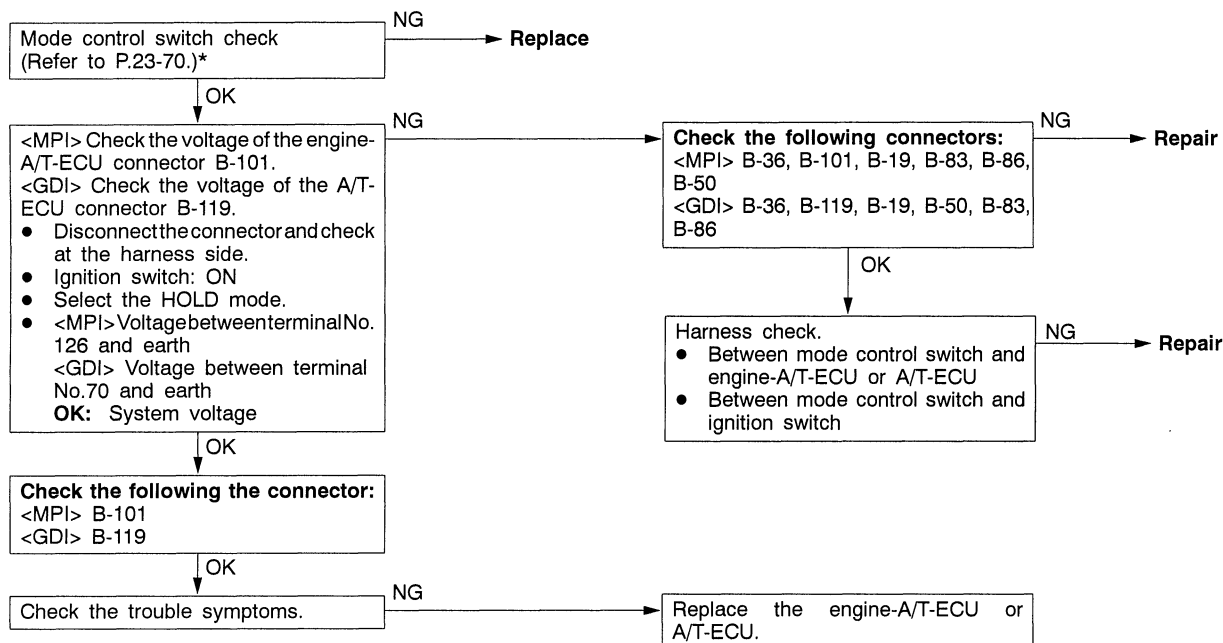 Mode control switch check
(Refer to P.23-70.)*
NG
Replace
OK
<MPI> Check the voltage of the engine-
A/T-ECU connector B-101.
<GDI> Check the voltage of the A/T-
ECU connector B-119.
● Disconnect the connector and check
at the harness side.
● Ignition switch: ON
● Select the HOLD mode.
● <MPI> Voltage between terminal No.
126 and earth
<GDI> Voltage between terminal
No.70 and earth
OK: System voltage
NG
Check the following connectors:
<MPI> B-36, B-101, B-19, B-83, B-86,
B-50
<GDI> B-36, B-119, B-19, B-50, B-83,
B-86
NG
Repair
OK
Harness check.
● Between mode control switch and
engine-A/T-ECU or A/T-ECU
● Between mode control switch and
ignition switch
NG
Repair
OK
Check the following the connector:
<MPI> B-101
<GDI> B-119
OK
Check the trouble symptoms.
NG
Replace the engine-A/T-ECU or
A/T-ECU.